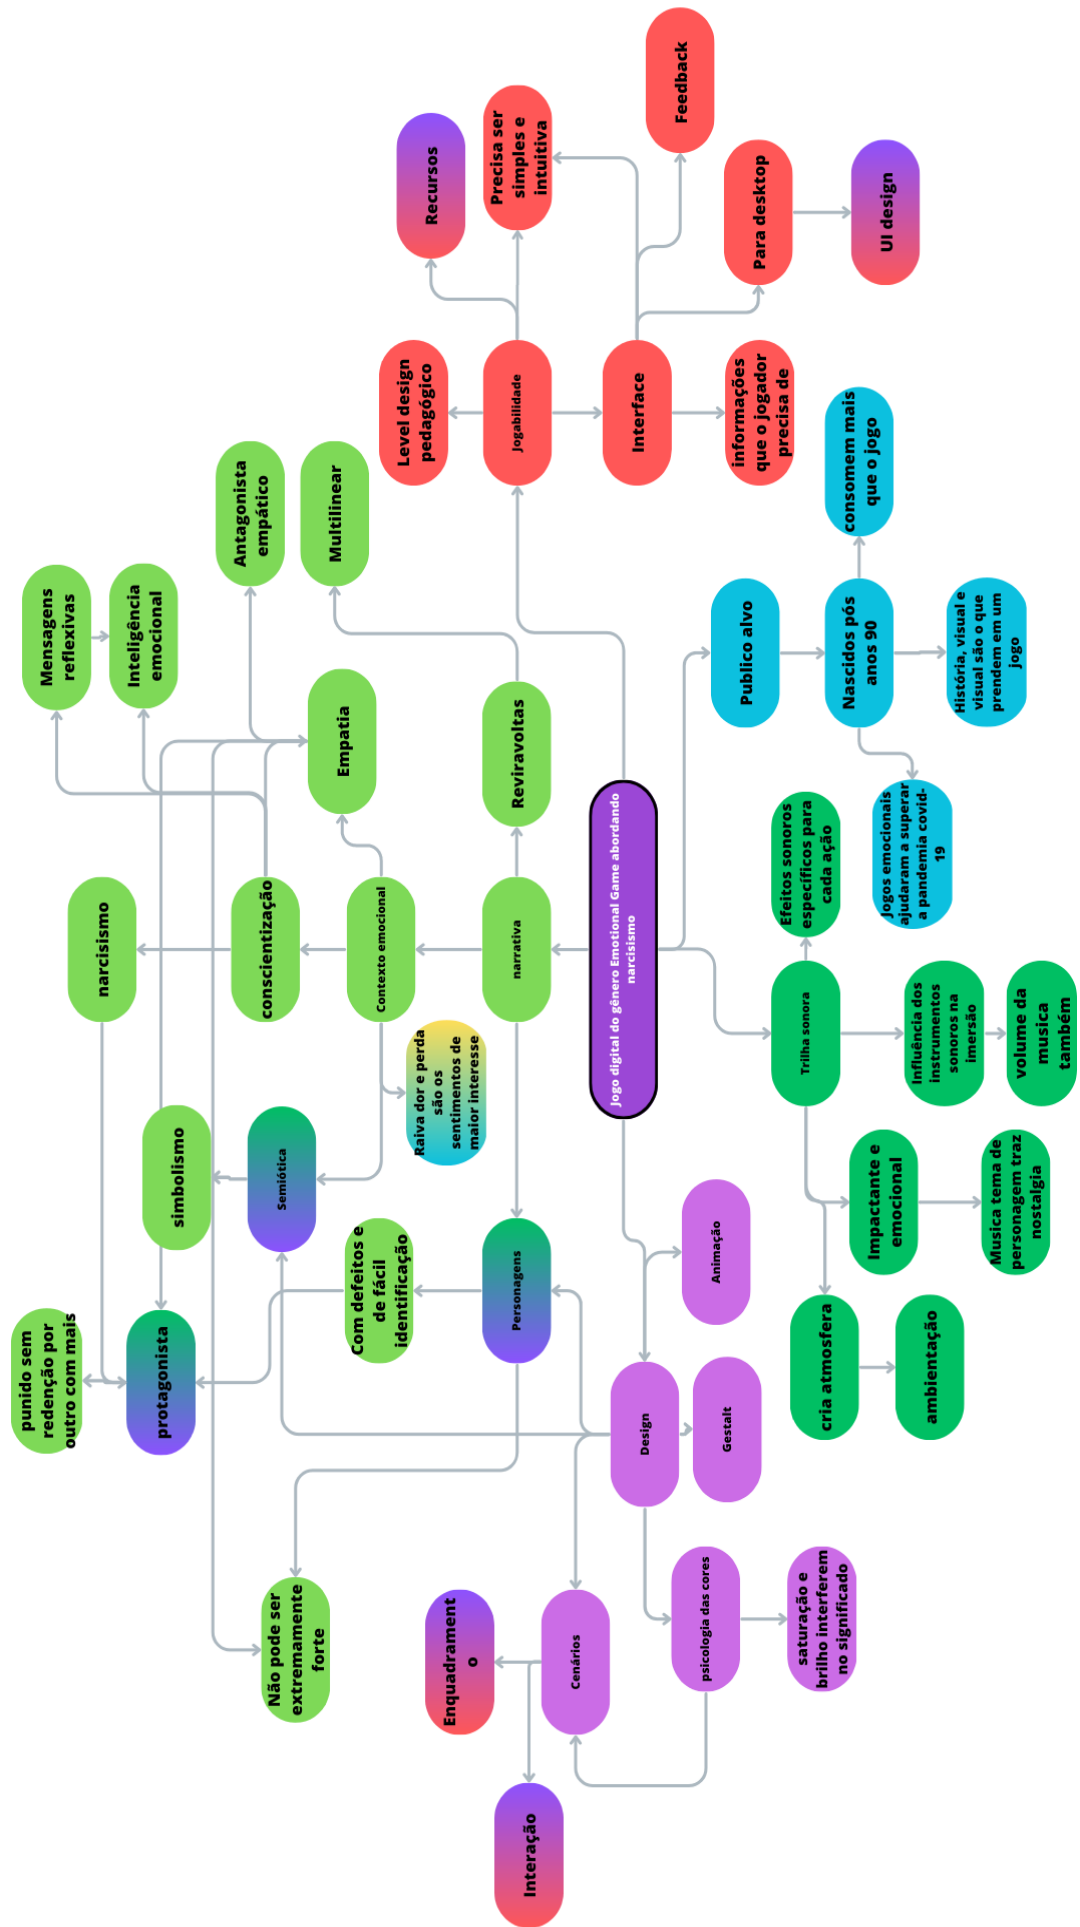 punido sem
redenção por
outro com mais
Mensagens
reflexivas
narcisismo
Inteligência
emocional
protagonista
simbolismo
Antagonista
empático
conscientização
Semiótica
Não pode ser
extremamente
forte
Multilinear
Empatia
Com defeitos e
de fácil
identificação
Contexto emocional
Level design
pedagógico
Recursos
Raiva dor e perda
são os
sentimentos de
maior interesse
Enquadrament
o
Interação
Personagens
narrativa
Reviravoltas
Jogabilidade
Precisa ser
simples e
intuitiva
Cenários
Jogo digital do gênero Emotional Game abordando
narcisismo
Design
Interface
Feedback
psicologia das cores
Gestalt
Animação
Publico alvo
informações
que o jogador
precisa de
Para desktop
saturação e
brilho interferem
no significado
cria atmosfera
Trilha sonora
Efeitos sonoros
específicos para
cada ação
Impactante e
emocional
Nascidos pós
anos 90
consomem mais
que o jogo
UI design
Jogos emocionais
ajudaram a superar
a pandemia covid-
19
ambientação
Influência dos
instrumentos
sonoros na
imersão
História, visual e
visual são o que
prendem em um
jogo
Musica tema de
personagem traz
nostalgia
volume da
musica
também